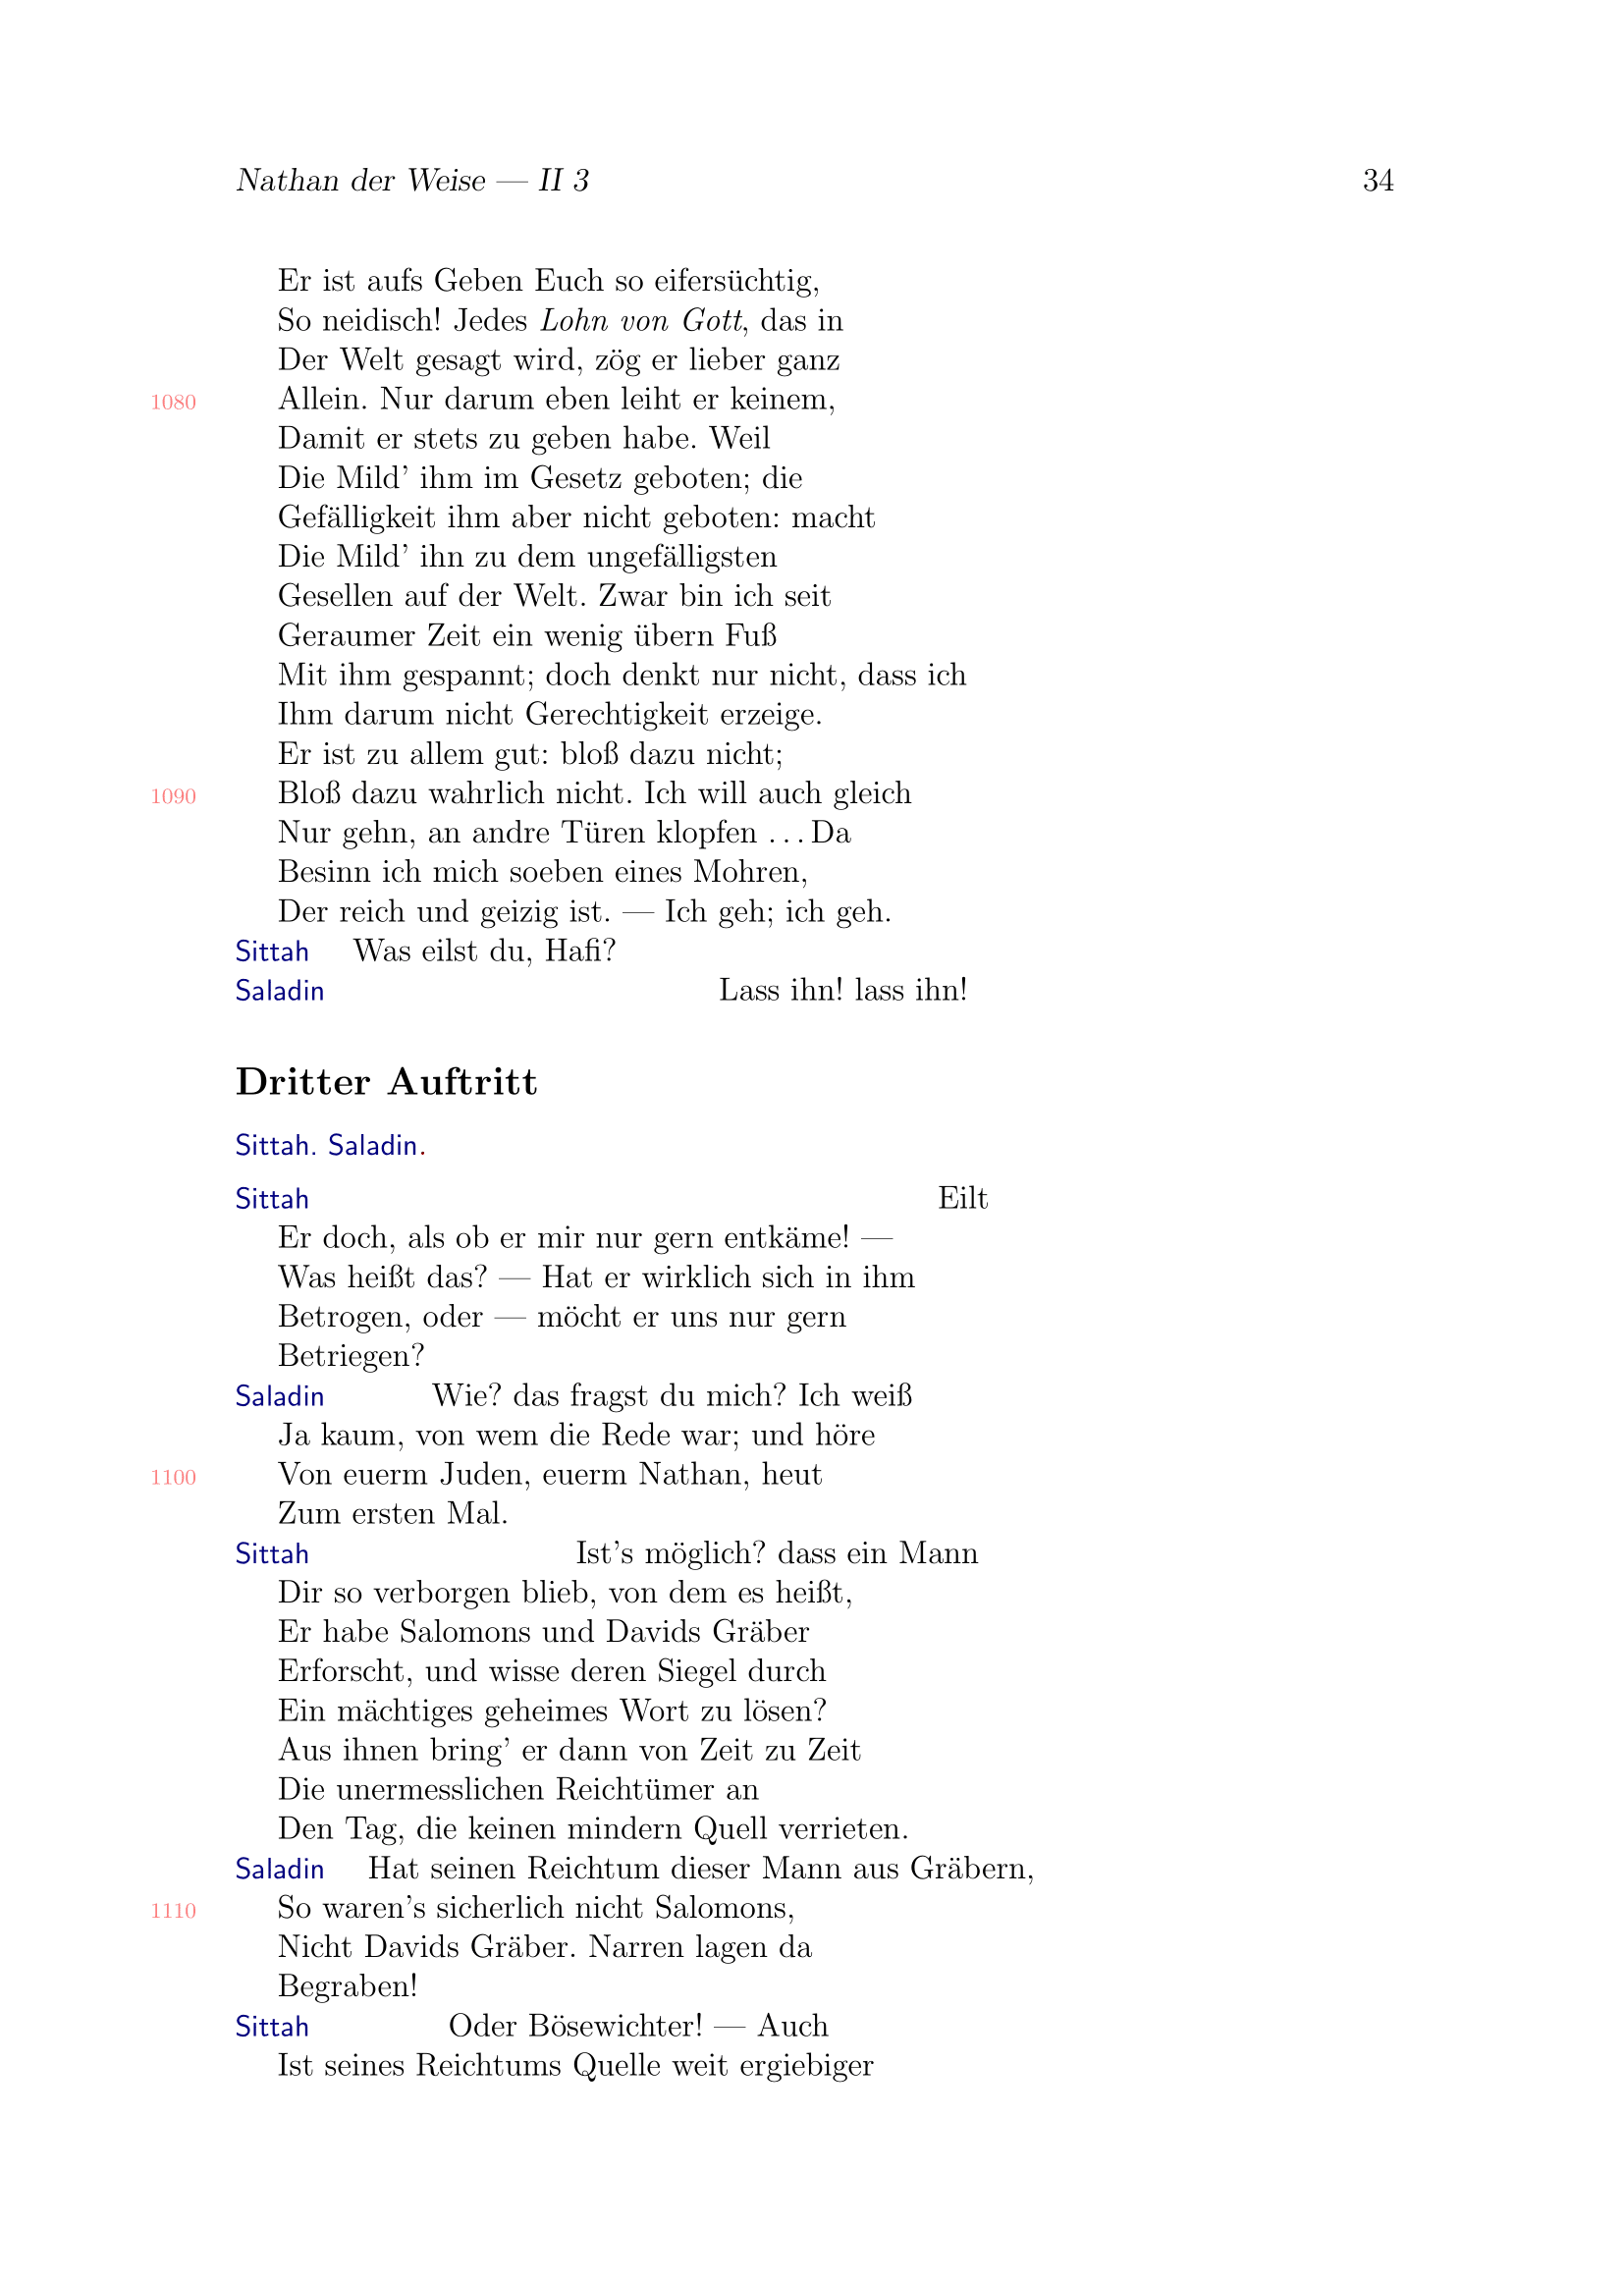 Nathan der Weise — II 3 34
Er ist aufs Geben Euch so eifersüchtig,
So neidisch! Jedes Lohn von Gott, das in
Der Welt gesagt wird, zög er lieber ganz
1080 Allein. Nur darum eben leiht er keinem,
Damit er stets zu geben habe. Weil
Die Mild’ ihm im Gesetz geboten; die
Gefälligkeit ihm aber nicht geboten: macht
Die Mild’ ihn zu dem ungefälligsten
Gesellen auf der Welt. Zwar bin ich seit
Geraumer Zeit ein wenig übern Fuß
Mit ihm gespannt; doch denkt nur nicht, dass ich
Ihm darum nicht Gerechtigkeit erzeige.
Er ist zu allem gut: bloß dazu nicht;
1090 Bloß dazu wahrlich nicht. Ich will auch gleich
Nur gehn, an andre Türen klopfen ... Da
Besinn ich mich soeben eines Mohren,
Der reich und geizig ist. — Ich geh; ich geh.
Sittah Was eilst du, Hafi?
Saladin Lass ihn! lass ihn!
Dritter Auftritt
Sittah. Saladin.
Sittah Eilt
Er doch, als ob er mir nur gern entkäme! —
Was heißt das? — Hat er wirklich sich in ihm
Betrogen, oder — möcht er uns nur gern
Betriegen?
Saladin Wie? das fragst du mich? Ich weiß
Ja kaum, von wem die Rede war; und höre
1100 Von euerm Juden, euerm Nathan, heut
Zum ersten Mal.
Sittah Ist’s möglich? dass ein Mann
Dir so verborgen blieb, von dem es heißt,
Er habe Salomons und Davids Gräber
Erforscht, und wisse deren Siegel durch
Ein mächtiges geheimes Wort zu lösen?
Aus ihnen bring’ er dann von Zeit zu Zeit
Die unermesslichen Reichtümer an
Den Tag, die keinen mindern Quell verrieten.
Saladin Hat seinen Reichtum dieser Mann aus Gräbern,
1110 So waren’s sicherlich nicht Salomons,
Nicht Davids Gräber. Narren lagen da
Begraben!
Sittah Oder Bösewichter! — Auch
Ist seines Reichtums Quelle weit ergiebiger